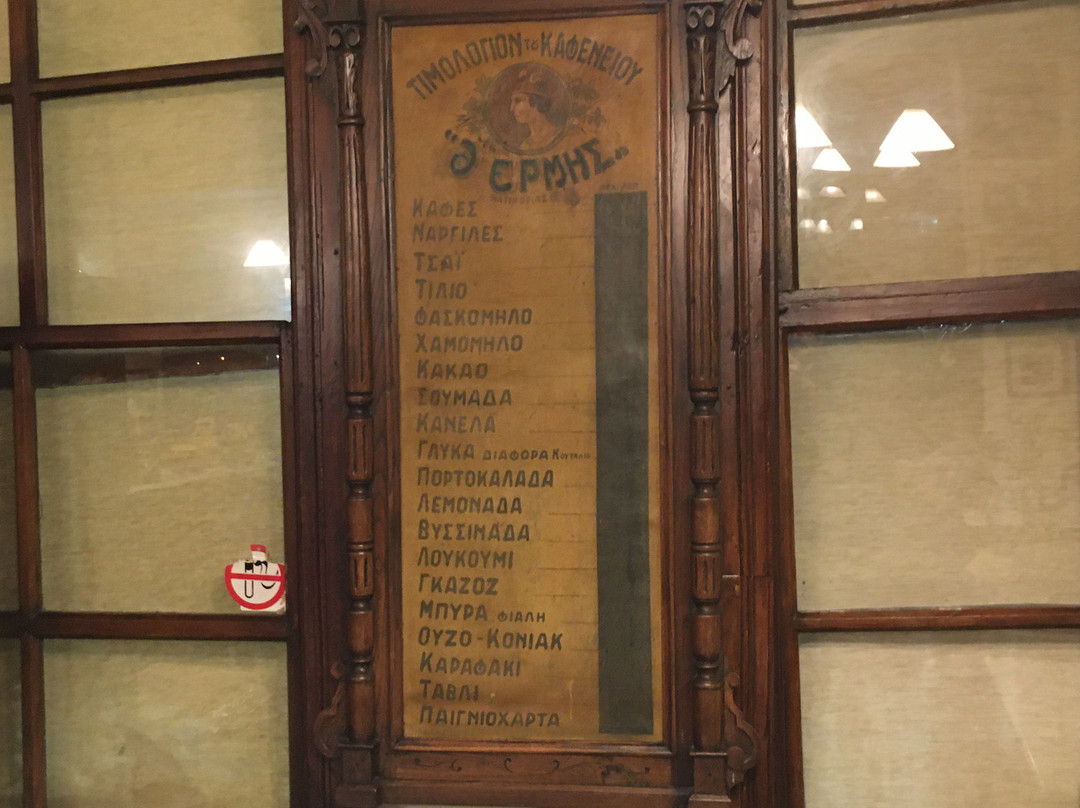 ΤΙΜΟΛΟΓΙΟΝ ΤΟΥ ΚΑΦΕΝΕΙΟΥ
"Ο ΕΡΜΗΣ"
ΚΑΦΕΣ
ΝΑΡΓΙΛΕΣ
ΤΣΑΪ
ΤΙΛΙΟ
ΦΑΣΚΟΜΗΛΟ
ΧΑΜΟΜΗΛΟ
ΚΑΚΑΟ
ΣΟΥΜΑΔΑ
ΚΑΝΕΛΑ
ΓΛΥΚΑ ΔΙΑΦΟΡΑ
ΠΟΡΤΟΚΑΛΑΔΑ
ΛΕΜΟΝΑΔΑ
ΒΥΣΣΙΝΑΔΑ
ΛΟΥΚΟΥΜΙ
ΓΚΑΖΟΖ
ΜΠΥΡΑ ΦΙΑΛΗ
ΟΥΖΟ-ΚΟΝΙΑΚ
ΚΑΡΑΦΑΚΙ
ΤΑΒΛΙ
ΠΑΙΓΝΙΟΧΑΡΤΑ